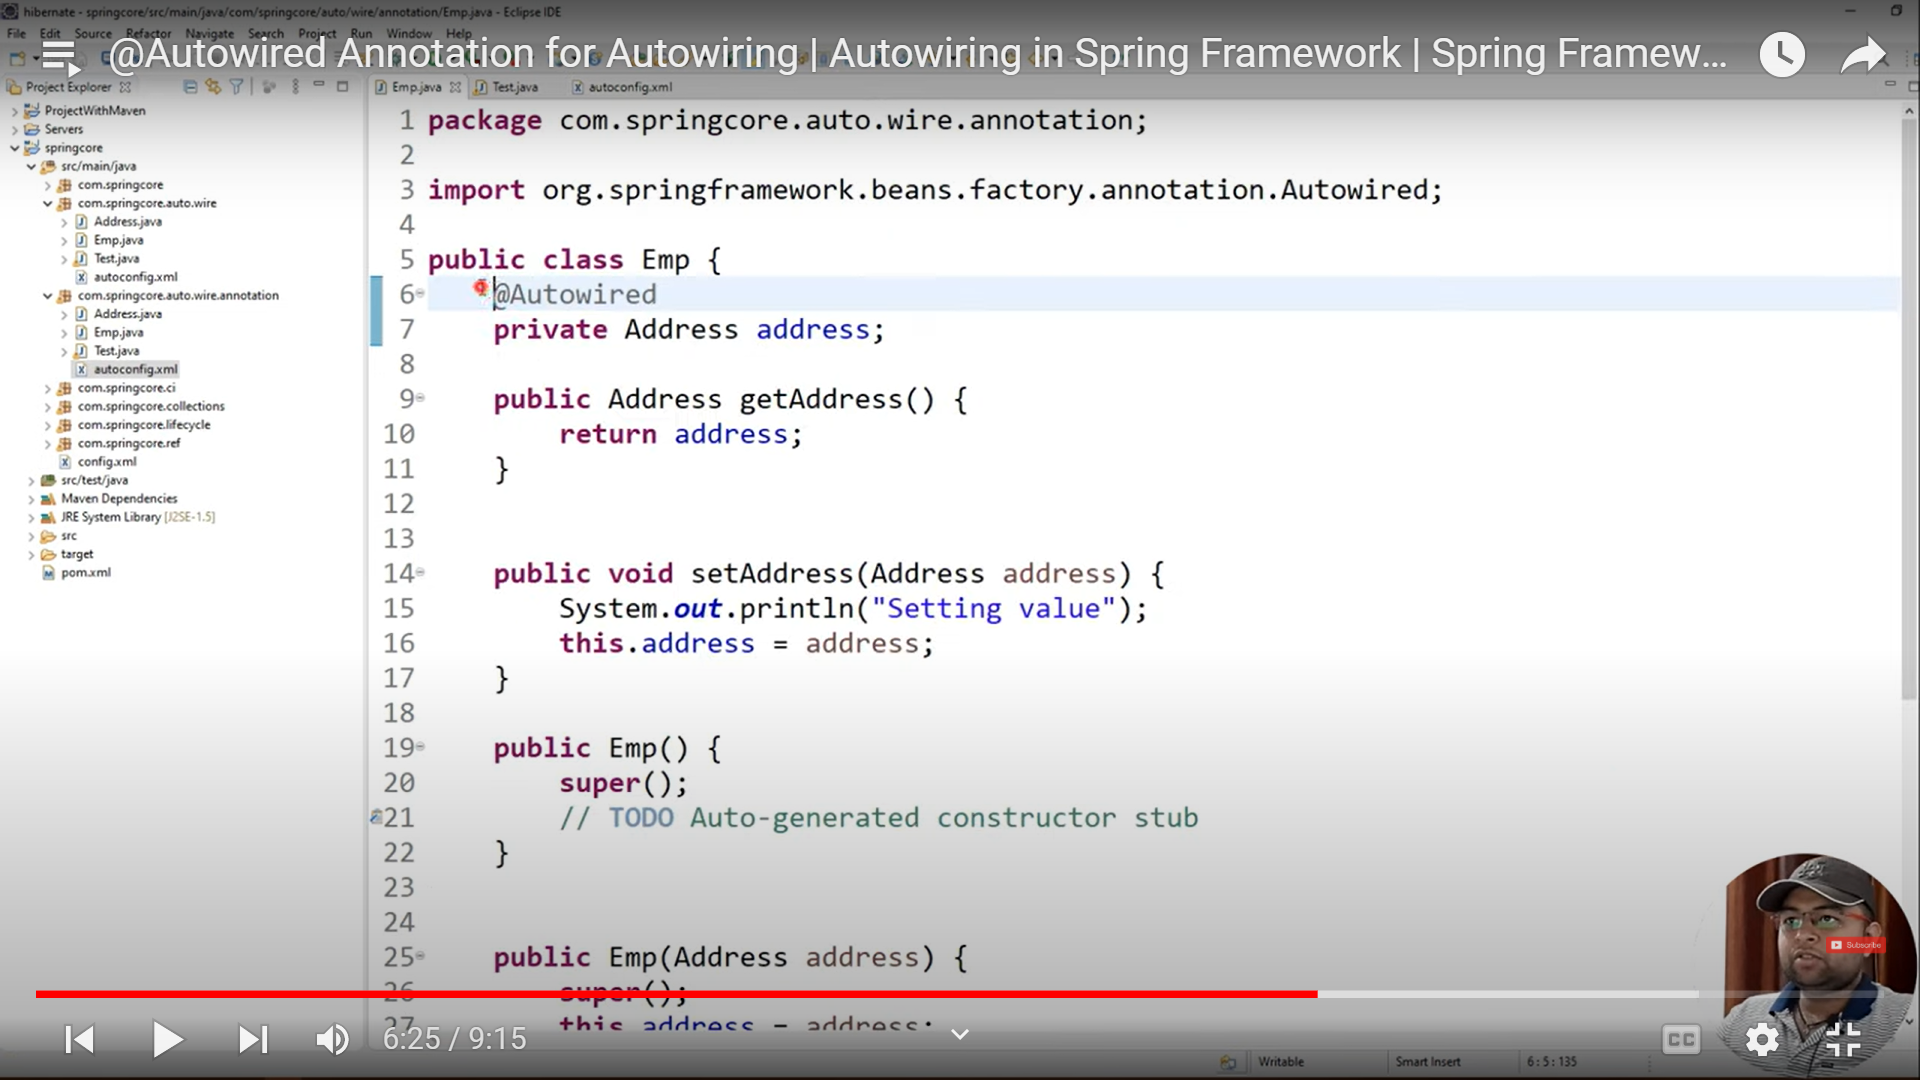 hibernate - springcore/src/main/java/com/springcore/auto/wire/annotation/Emp.java - Eclipse IDE
File Edit Source Refactor Navigate Search Project Run Window Help
@Autowired Annotation for Autowiring | Autowiring in Spring Framework | Spring Framew...
Project Explorer
Emp.java
Test.java
autoconfig.xml
ProjectWithMaven
Servers
springcore
src/main/java
com.springcore
com.springcore.auto.wire
Address.java
Emp.java
Test.java
autoconfig.xml
com.springcore.auto.wire.annotation
Address.java
Emp.java
Test.java
autoconfig.xml
com.springcore.ci
com.springcore.collections
com.springcore.lifecycle
com.springcore.ref
config.xml
src/test/java
Maven Dependencies
JRE System Library [J2SE-1.5]
src
target
pom.xml
1 package com.springcore.auto.wire.annotation;
2
3 import org.springframework.beans.factory.annotation.Autowired;
4
5 public class Emp {
6 @Autowired
7 private Address address;
8
9 public Address getAddress() {
10 return address;
11 }
12
13
14 public void setAddress(Address address) {
15 System.out.println("Setting value");
16 this.address = address;
17 }
18
19 public Emp() {
20 super();
21 // TODO Auto-generated constructor stub
22 }
23
24
25 public Emp(Address address) {
26 super();
27 this.address = address;
Subscribe
6:25 / 9:15
CC
Writable
Smart Insert
6 : 5 : 135